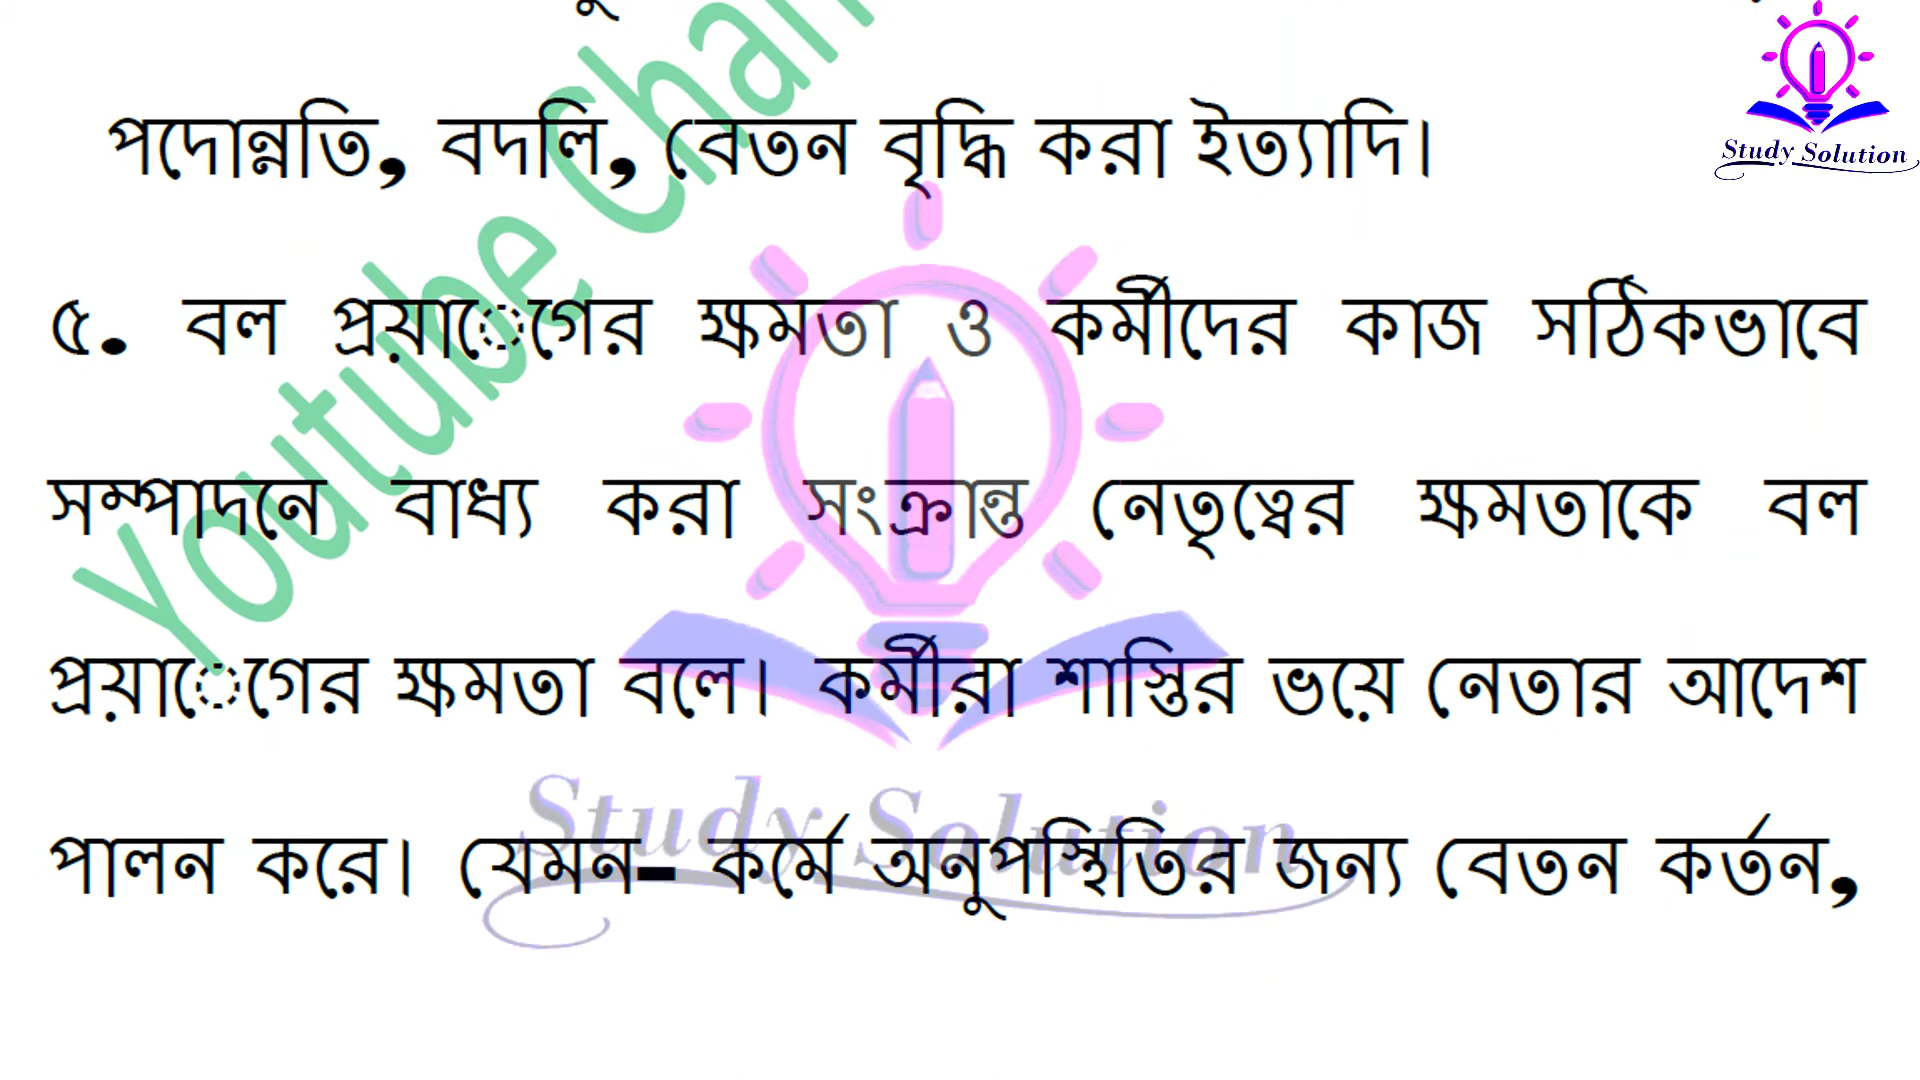 পদোন্নতি, বদলি, বেতন বৃদ্ধি করা ইত্যাদি।
Study Solution
৫. বল প্রয়ােগের ক্ষমতা ও কর্মীদের কাজ সঠিকভাবে
সম্পাদনে বাধ্য করা সংক্রান্ত নেতৃত্বের ক্ষমতাকে বল
প্রয়ােগের ক্ষমতা বলে। কর্মীরা শাস্তির ভয়ে নেতার আদেশ
পালন করে। যেমন- কর্মে অনুপস্থিতির জন্য বেতন কর্তন,
Youtube Chan
Study Solution